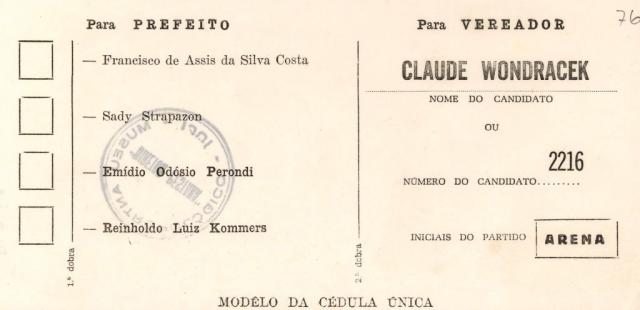 76
Para PREFEITO
— Francisco de Assis da Silva Costa
— Sady Strapazon
— Emídio Odósio Perondi
— Reinholdo Luiz Kommers
1.ª dobra
Para VEREADOR
CLAUDE WONDRACEK
NOME DO CANDIDATO
OU
2216
NÚMERO DO CANDIDATO.........
INICIAIS DO PARTIDO ARENA
2.ª dobra
MODÊLO DA CÉDULA ÚNICA
MUSEU